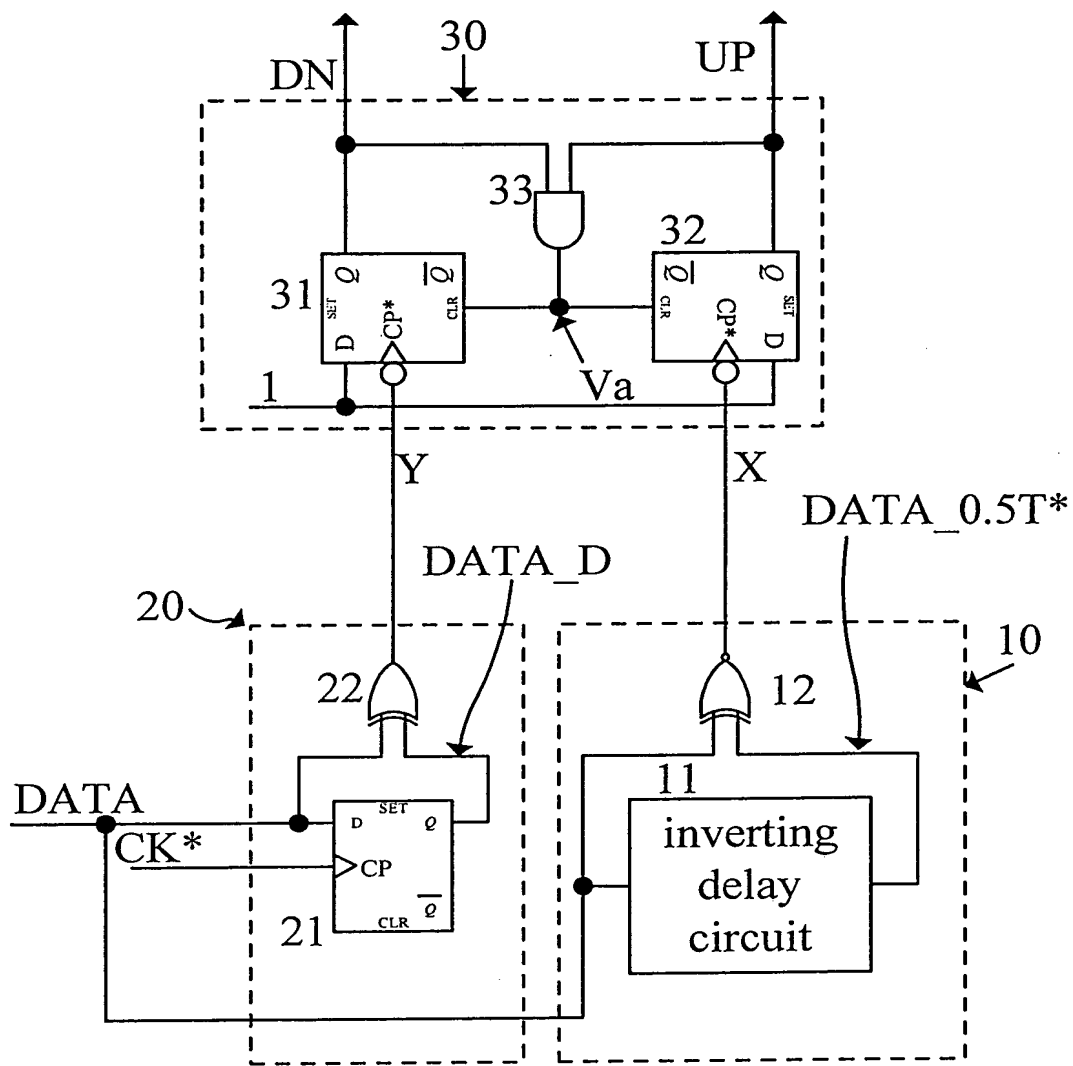 30
DN
UP
33
32
31
Q
Q̅
SET
CLR
D
CP*
Q̅
Q
CLR
SET
CP*
D
1
Va
Y
X
DATA_0.5T*
DATA_D
20
10
22
12
11
DATA
CK*
SET
D
Q
CP
Q̅
CLR
21
inverting
delay
circuit